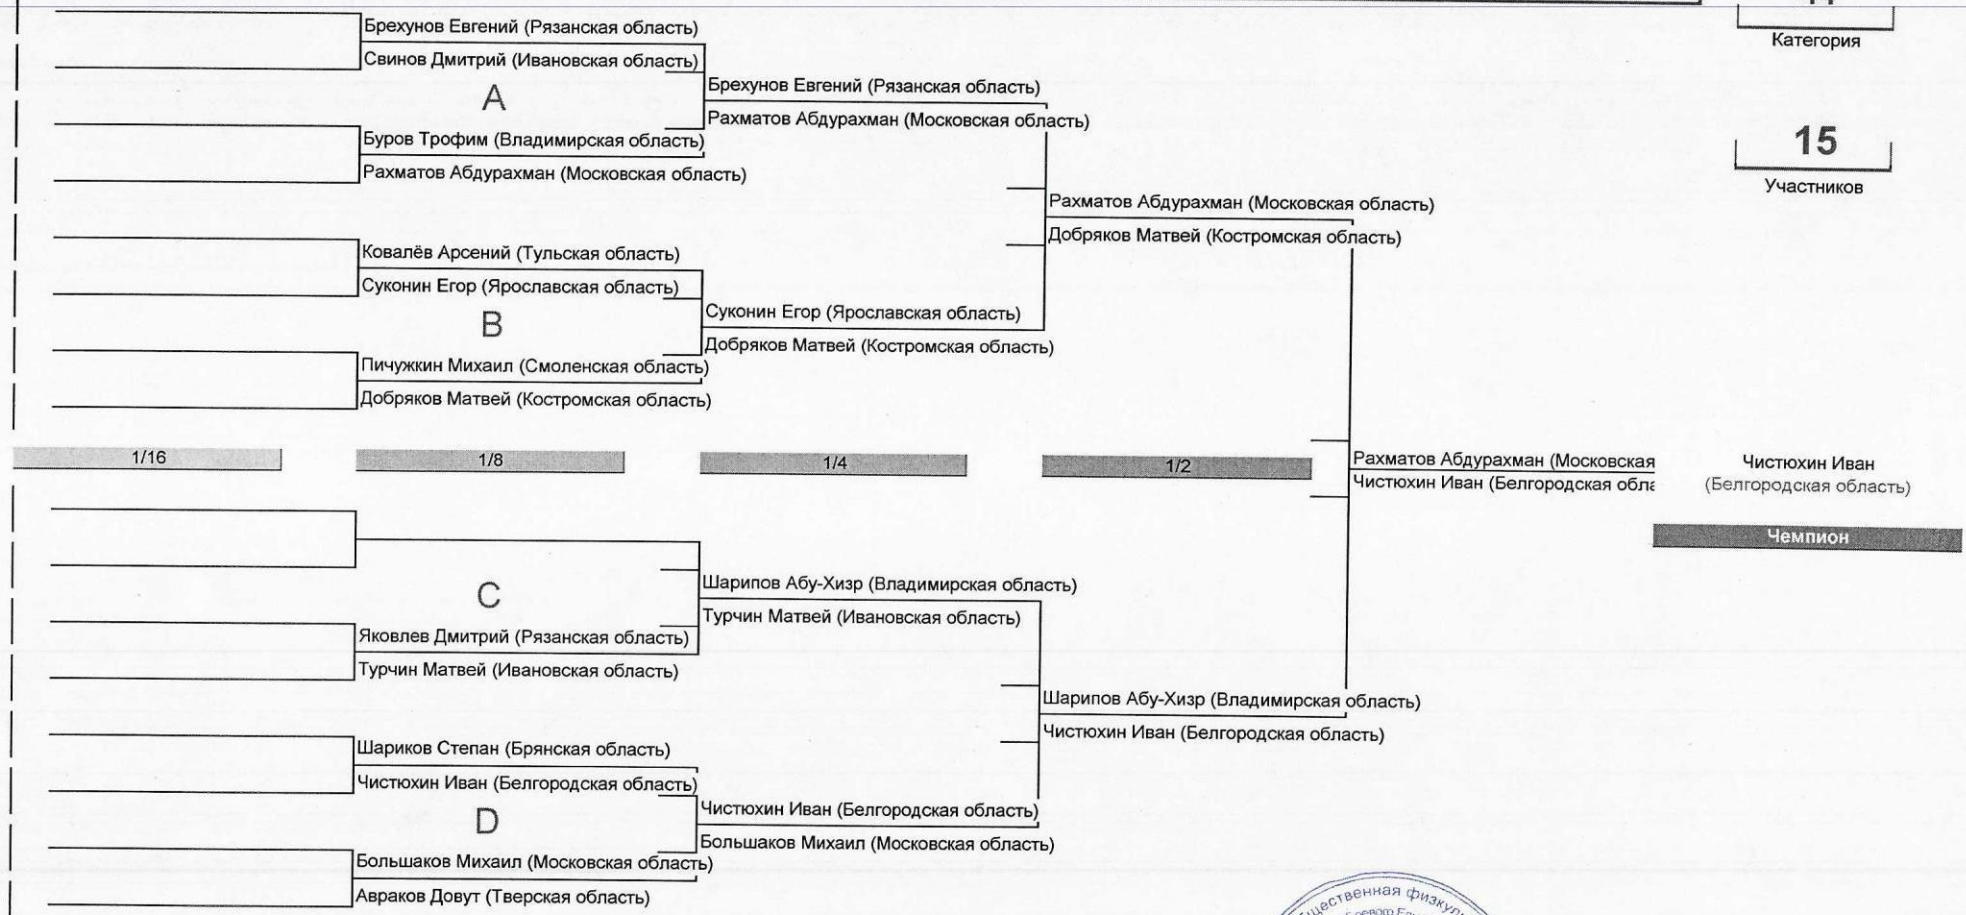 Категория
15
Участников
Брехунов Евгений (Рязанская область)
Свинов Дмитрий (Ивановская область)
A
Буров Трофим (Владимирская область)
Рахматов Абдурахман (Московская область)
Брехунов Евгений (Рязанская область)
Рахматов Абдурахман (Московская область)
Ковалёв Арсений (Тульская область)
Суконин Егор (Ярославская область)
B
Пичужкин Михаил (Смоленская область)
Добряков Матвей (Костромская область)
Суконин Егор (Ярославская область)
Добряков Матвей (Костромская область)
Рахматов Абдурахман (Московская область)
Добряков Матвей (Костромская область)
1/16
1/8
1/4
1/2
Рахматов Абдурахман (Московская
Чистюхин Иван (Белгородская обла
Чистюхин Иван
(Белгородская область)
Чемпион
C
Яковлев Дмитрий (Рязанская область)
Турчин Матвей (Ивановская область)
Шарипов Абу-Хизр (Владимирская область)
Турчин Матвей (Ивановская область)
Шариков Степан (Брянская область)
Чистюхин Иван (Белгородская область)
D
Большаков Михаил (Московская область)
Авраков Довут (Тверская область)
Чистюхин Иван (Белгородская область)
Большаков Михаил (Московская область)
Шарипов Абу-Хизр (Владимирская область)
Чистюхин Иван (Белгородская область)
щественная физкул